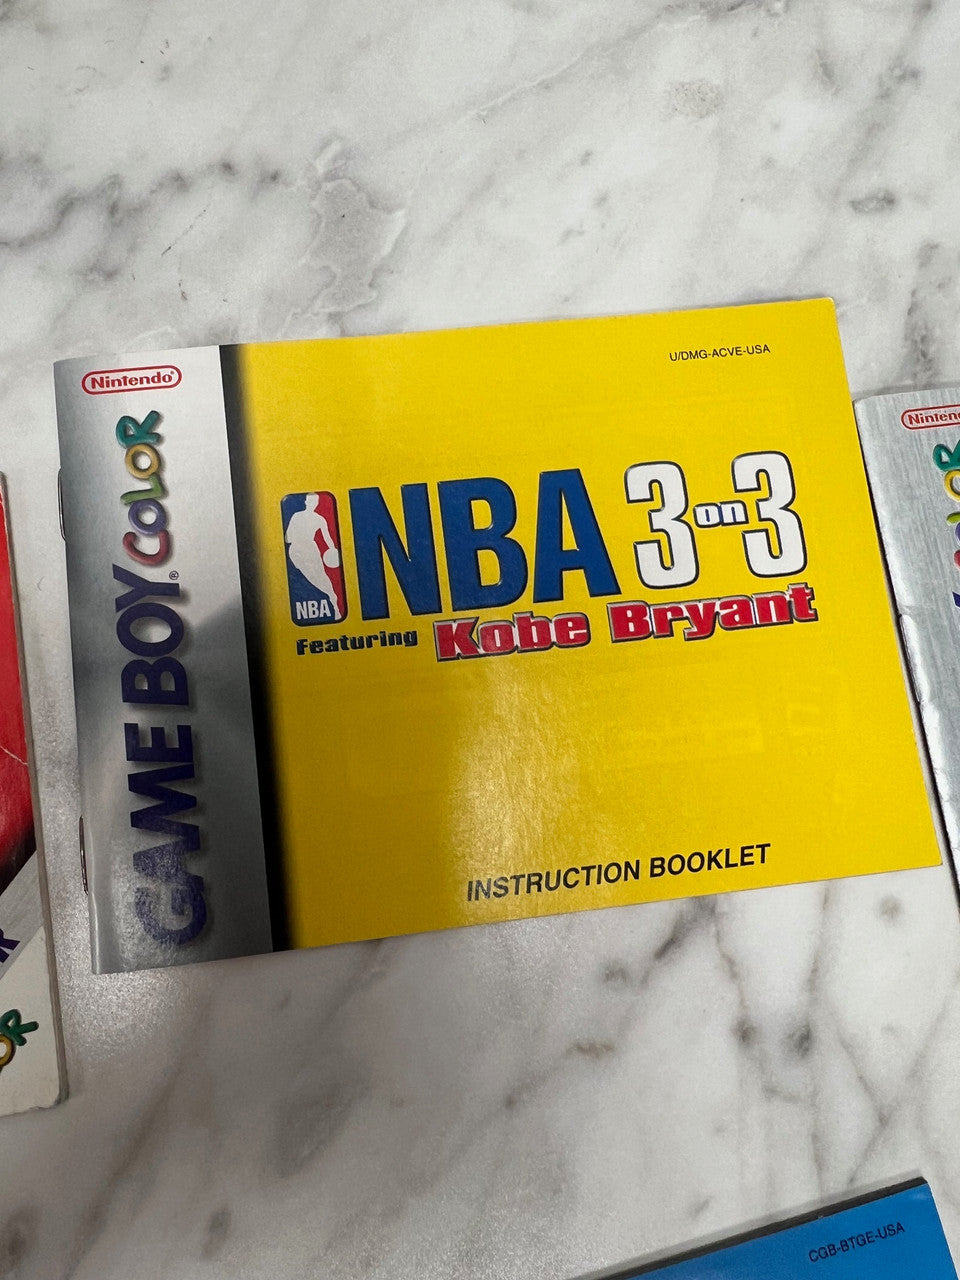 Nintendo®
GAME BOY COLOR®
U/DMG-ACVE-USA
NBA
NBA 3 on 3
Featuring Kobe Bryant
INSTRUCTION BOOKLET
CGB-BTGE-USA